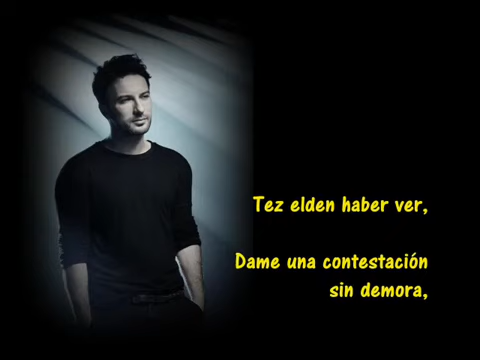 Tez elden haber ver,
Dame una contestación
sin demora,